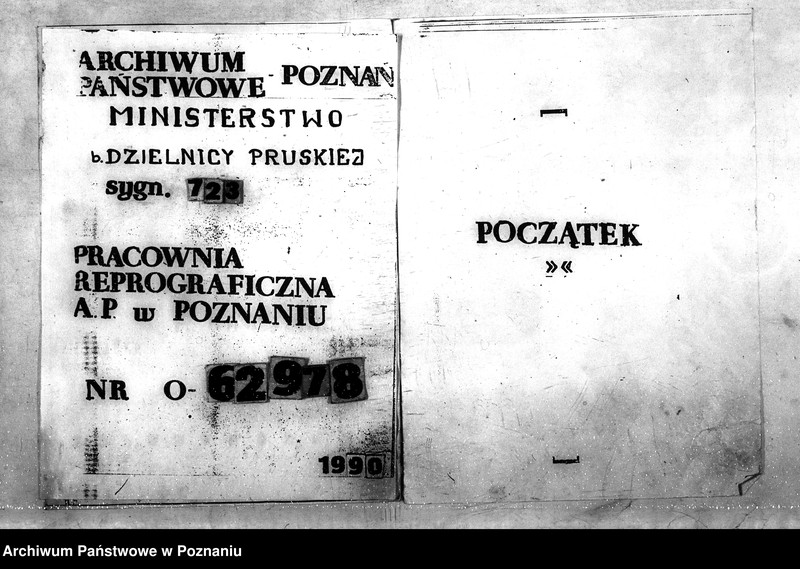 ARCHIWUM
PAŃSTWOWE - POZNAŃ
MINISTERSTWO
b. DZIELNICY PRUSKIEJ
sygn. 723
PRACOWNIA
REPROGRAFICZNA
A.P. w POZNANIU
NR O-62978
1990
POCZĄTEK
»«
Archiwum Państwowe w Poznaniu